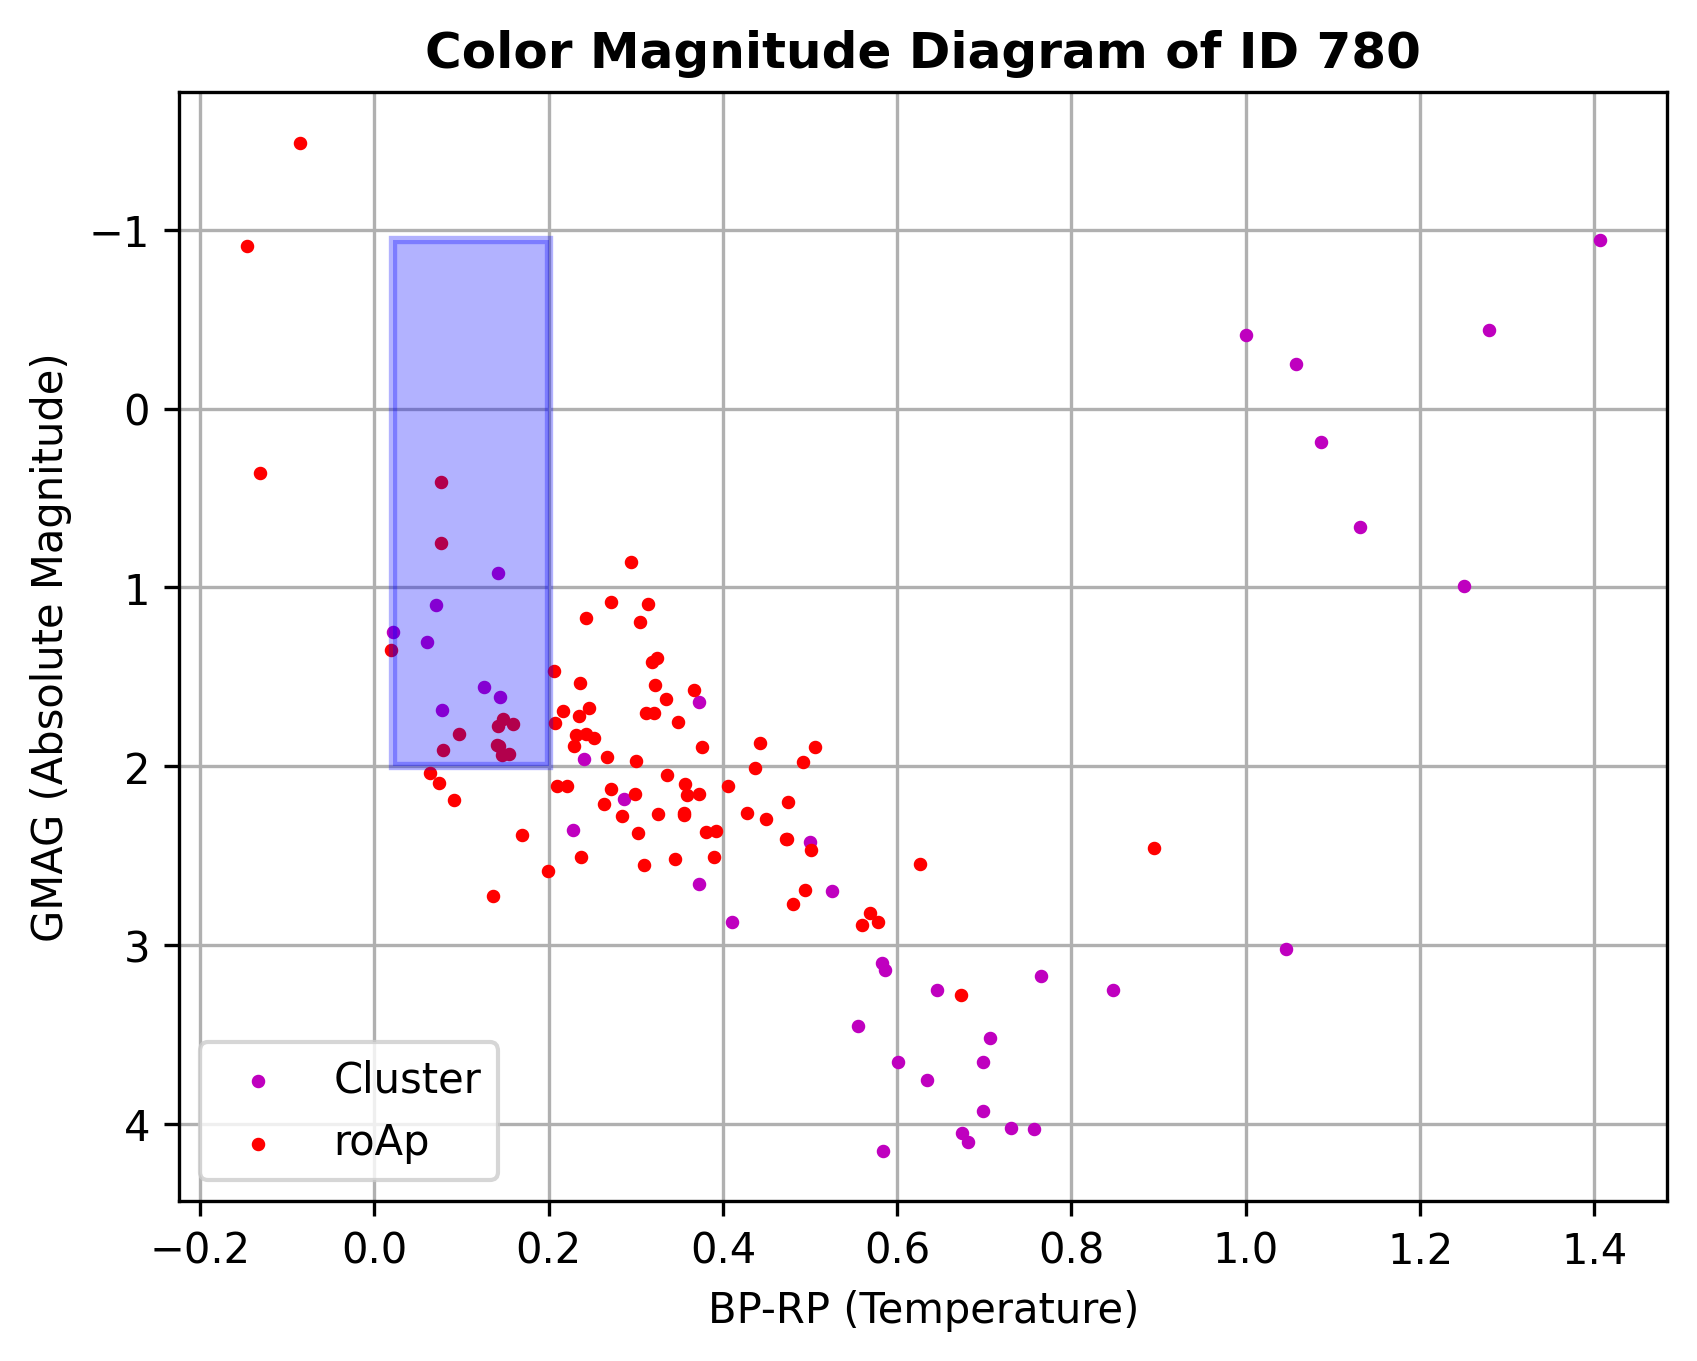 Color Magnitude Diagram of ID 780
GMAG (Absolute Magnitude)
−1
0
1
2
3
4
Cluster
roAp
−0.2 0.0 0.2 0.4 0.6 0.8 1.0 1.2 1.4
BP-RP (Temperature)